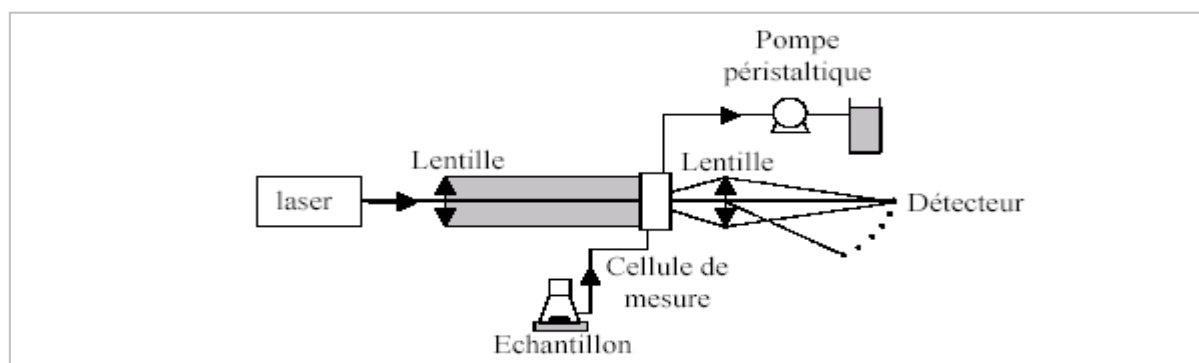 Pompe
péristaltique
Lentille
Lentille
laser
Détecteur
Cellule de
mesure
Echantillon